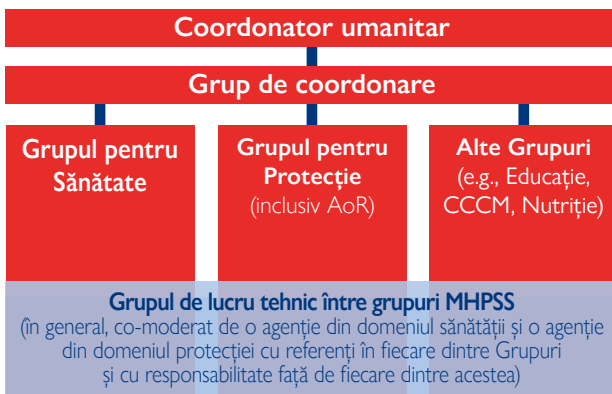 Coordonator umanitar
Grup de coordonare
Grupul pentru
Sănătate
Grupul pentru
Protecție
(inclusiv AoR)
Alte Grupuri
(e.g., Educație,
CCCM, Nutriție)
Grupul de lucru tehnic între grupuri MHPSS
(în general, co-moderat de o agenție din domeniul sănătății și o agenție
din domeniul protecției cu referenți în fiecare dintre Grupuri
și cu responsabilitate față de fiecare dintre acestea)